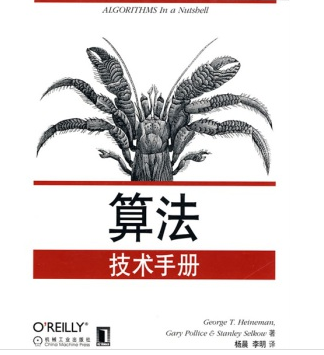 ALGORITHMS In a Nutshell
算法
技术手册
George T. Heineman,
Gary Pollice & Stanley Selkow 著
O'REILLY®
机械工业出版社
China Machine Press
杨晨 李明 译